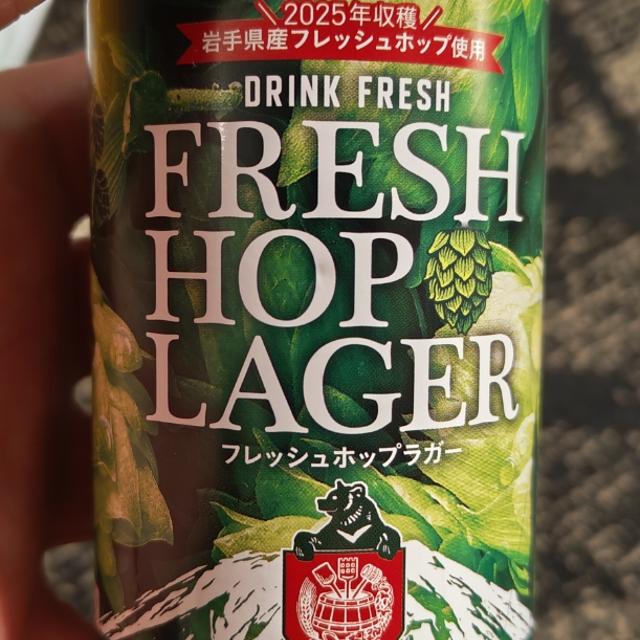 2025年収穫
岩手県産フレッシュホップ使用
DRINK FRESH
FRESH
HOP
LAGER
フレッシュホップラガー